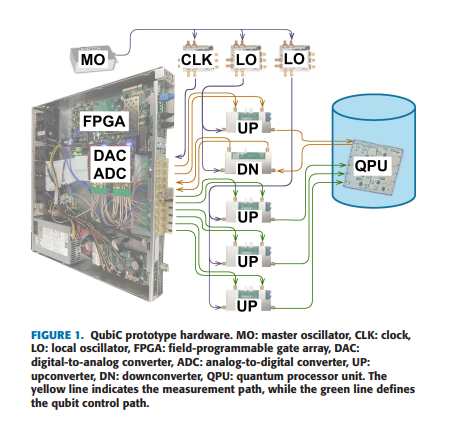 MO
CLK
LO
LO
FPGA
DAC
ADC
UP
DN
UP
UP
UP
QPU
FIGURE 1. QubiC prototype hardware. MO: master oscillator, CLK: clock,
LO: local oscillator, FPGA: field-programmable gate array, DAC:
digital-to-analog converter, ADC: analog-to-digital converter, UP:
upconverter, DN: downconverter, QPU: quantum processor unit. The
yellow line indicates the measurement path, while the green line defines
the qubit control path.